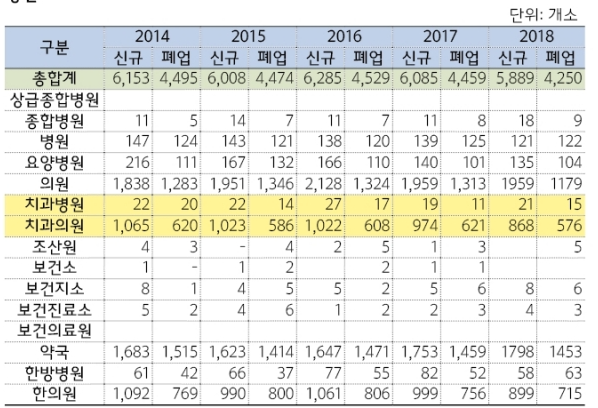 단위: 개소
구분 2014 2015 2016 2017 2018
신규 폐업 신규 폐업 신규 폐업 신규 폐업 신규 폐업
총합계 6,153 4,495 6,008 4,474 6,285 4,529 6,085 4,459 5,889 4,250
상급종합병원
종합병원 11 5 14 7 11 7 11 8 18 9
병원 147 124 143 121 138 120 139 125 121 122
요양병원 216 111 167 132 166 110 140 101 135 104
의원 1,838 1,283 1,951 1,346 2,128 1,324 1,959 1,313 1959 1179
치과병원 22 20 22 14 27 17 19 11 21 15
치과의원 1,065 620 1,023 586 1,022 608 974 621 868 576
조산원 4 3 - 4 2 5 1 3 5
보건소 1 - 1 2 2 1 1
보건지소 8 1 4 5 5 2 5 6 8 6
보건진료소 5 2 4 6 1 2 2 3 4 3
보건의료원
약국 1,683 1,515 1,623 1,414 1,647 1,471 1,753 1,459 1798 1453
한방병원 61 42 66 37 77 55 82 52 58 63
한의원 1,092 769 990 800 1,061 806 999 756 899 715